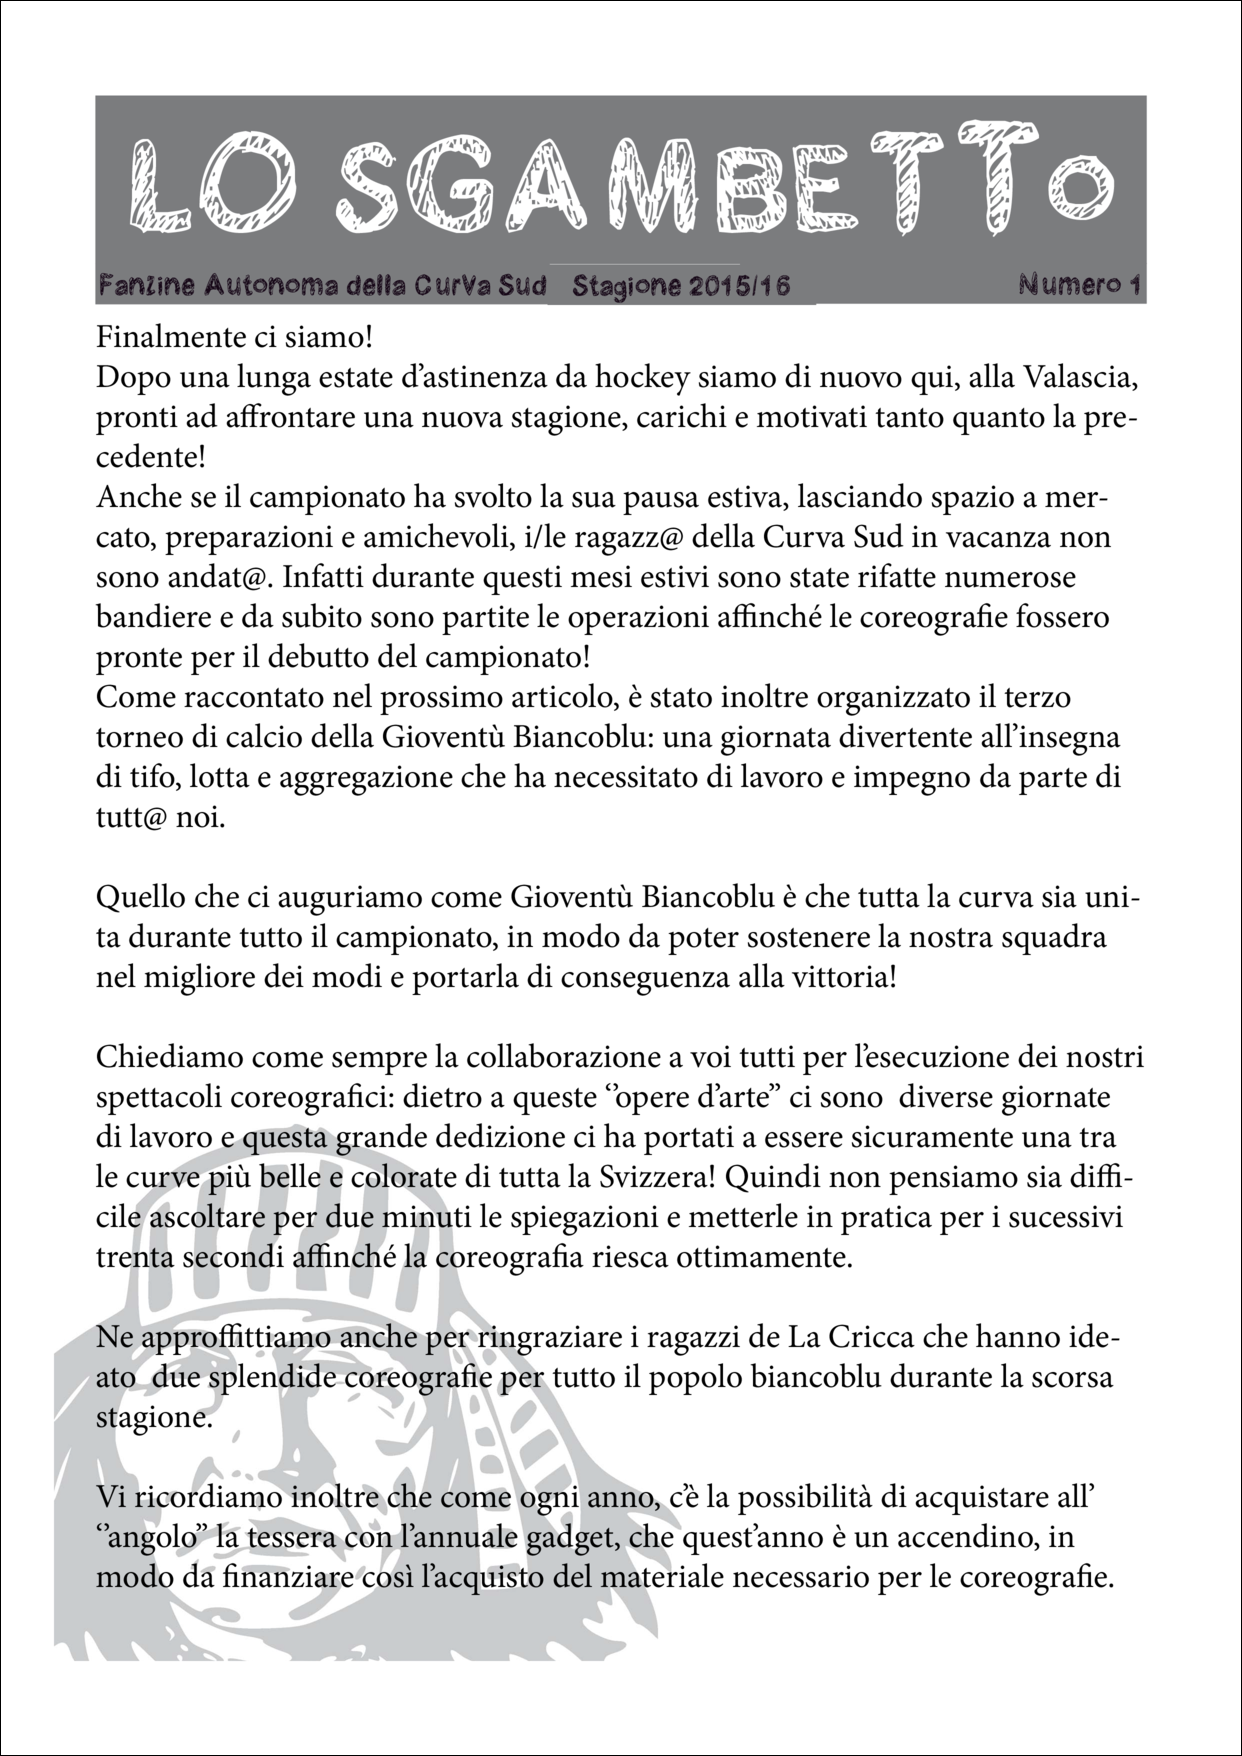 LO SGAMBETTo
Fanzine Autonoma della CurVa Sud Stagione 2015/16 Numero 1
Finalmente ci siamo!
Dopo una lunga estate d’astinenza da hockey siamo di nuovo qui, alla Valascia,
pronti ad affrontare una nuova stagione, carichi e motivati tanto quanto la pre-
cedente!
Anche se il campionato ha svolto la sua pausa estiva, lasciando spazio a mer-
cato, preparazioni e amichevoli, i/le ragazz@ della Curva Sud in vacanza non
sono andat@. Infatti durante questi mesi estivi sono state rifatte numerose
bandiere e da subito sono partite le operazioni affinché le coreografie fossero
pronte per il debutto del campionato!
Come raccontato nel prossimo articolo, è stato inoltre organizzato il terzo
torneo di calcio della Gioventù Biancoblu: una giornata divertente all’insegna
di tifo, lotta e aggregazione che ha necessitato di lavoro e impegno da parte di
tutt@ noi.
Quello che ci auguriamo come Gioventù Biancoblu è che tutta la curva sia uni-
ta durante tutto il campionato, in modo da poter sostenere la nostra squadra
nel migliore dei modi e portarla di conseguenza alla vittoria!
Chiediamo come sempre la collaborazione a voi tutti per l’esecuzione dei nostri
spettacoli coreografici: dietro a queste ‘’opere d’arte’’ ci sono  diverse giornate
di lavoro e questa grande dedizione ci ha portati a essere sicuramente una tra
le curve più belle e colorate di tutta la Svizzera! Quindi non pensiamo sia diffi-
cile ascoltare per due minuti le spiegazioni e metterle in pratica per i sucessivi
trenta secondi affinché la coreografia riesca ottimamente.
Ne approffittiamo anche per ringraziare i ragazzi de La Cricca che hanno ide-
ato  due splendide coreografie per tutto il popolo biancoblu durante la scorsa
stagione.
Vi ricordiamo inoltre che come ogni anno, c’è la possibilità di acquistare all’
‘’angolo’’ la tessera con l’annuale gadget, che quest’anno è un accendino, in
modo da finanziare così l’acquisto del materiale necessario per le coreografie.